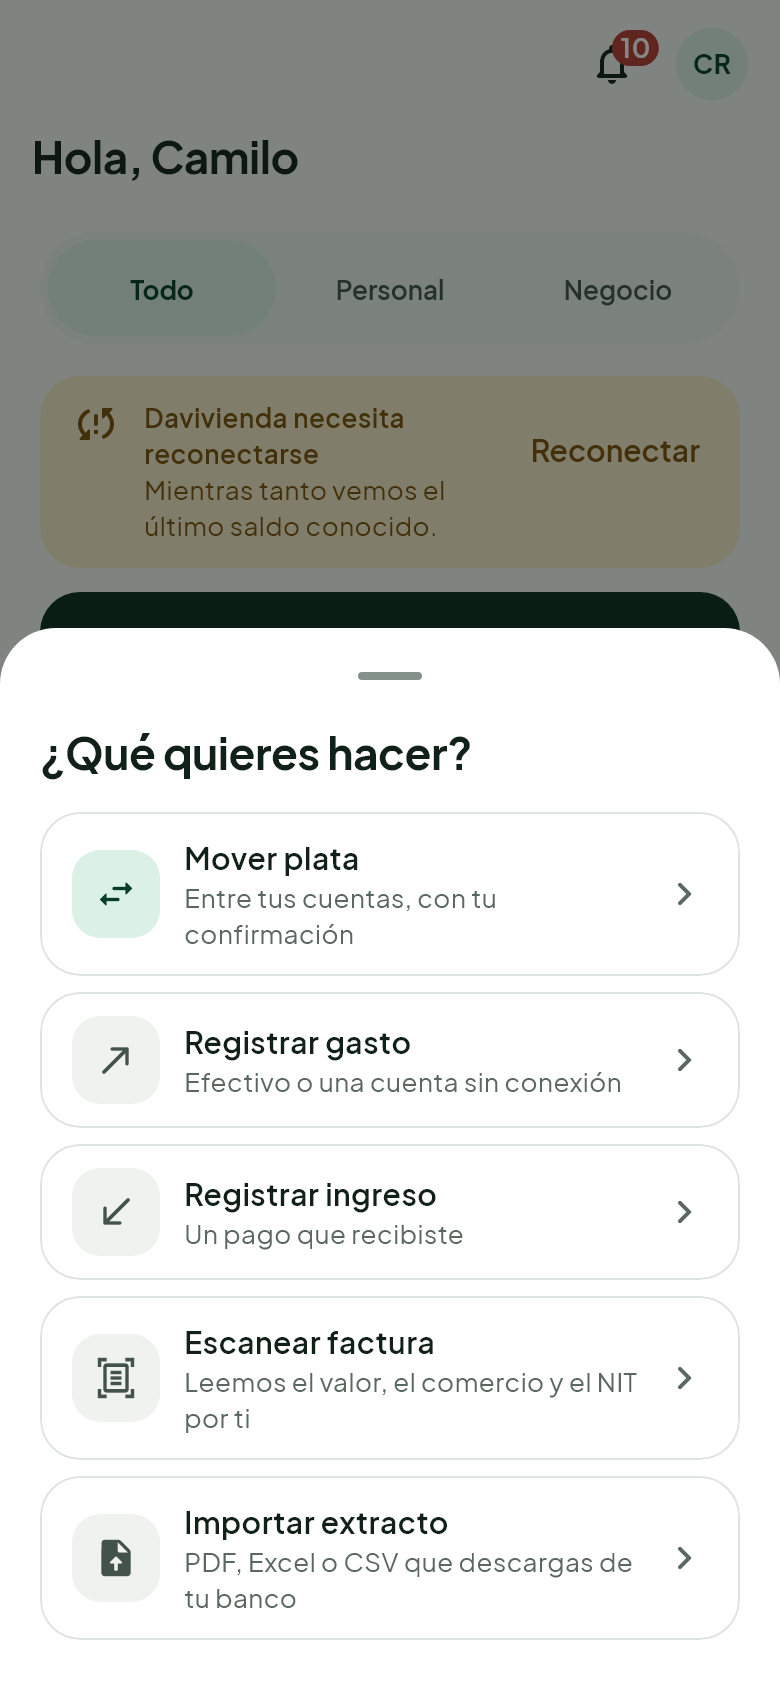 10
CR
Hola, Camilo
Todo
Personal
Negocio
Davivienda necesita
reconectarse
Mientras tanto vemos el
último saldo conocido.
Reconectar
¿Qué quieres hacer?
Mover plata
Entre tus cuentas, con tu
confirmación
Registrar gasto
Efectivo o una cuenta sin conexión
Registrar ingreso
Un pago que recibiste
Escanear factura
Leemos el valor, el comercio y el NIT
por ti
Importar extracto
PDF, Excel o CSV que descargas de
tu banco